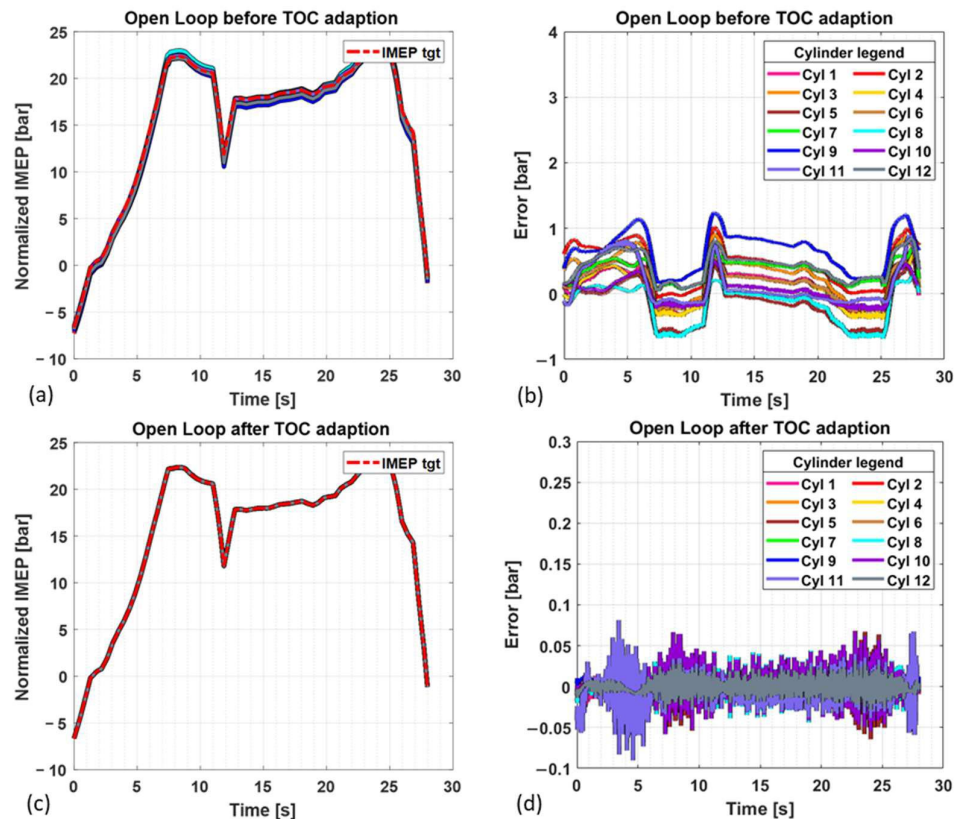 Open Loop before TOC adaption
25
20
15
10
5
0
−5
−10
Normalized IMEP [bar]
IMEP tgt
0 5 10 15 20 25 30
Time [s]
(a)
Open Loop before TOC adaption
4
3
2
1
0
−1
Error [bar]
Cylinder legend
Cyl 1 Cyl 2
Cyl 3 Cyl 4
Cyl 5 Cyl 6
Cyl 7 Cyl 8
Cyl 9 Cyl 10
Cyl 11 Cyl 12
0 5 10 15 20 25 30
Time [s]
(b)
Open Loop after TOC adaption
25
20
15
10
5
0
−5
−10
Normalized IMEP [bar]
IMEP tgt
0 5 10 15 20 25 30
Time [s]
(c)
Open Loop after TOC adaption
0.3
0.25
0.2
0.15
0.1
0.05
0
−0.05
−0.1
Error [bar]
Cylinder legend
Cyl 1 Cyl 2
Cyl 3 Cyl 4
Cyl 5 Cyl 6
Cyl 7 Cyl 8
Cyl 9 Cyl 10
Cyl 11 Cyl 12
0 5 10 15 20 25 30
Time [s]
(d)